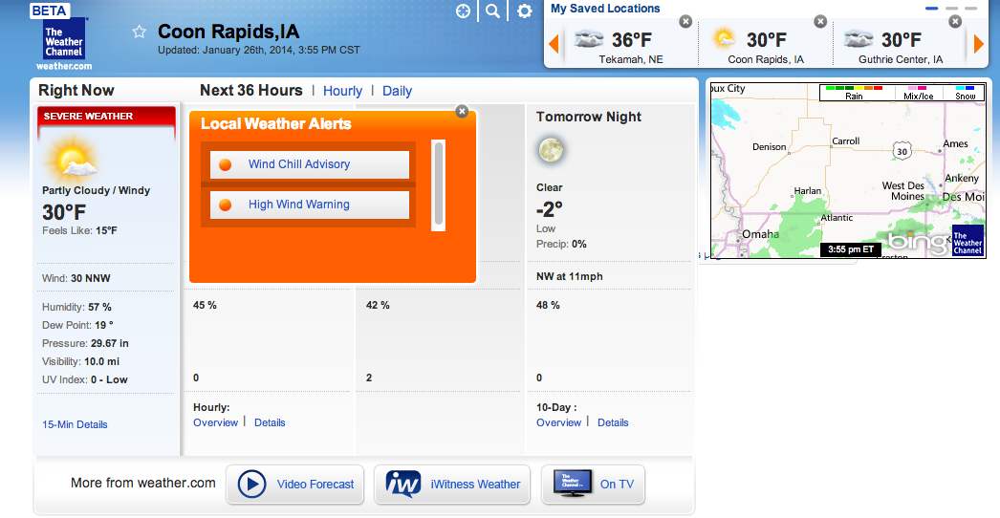 BETA
The
Weather
Channel
weather.com
Coon Rapids,IA
Updated: January 26th, 2014, 3:55 PM CST
My Saved Locations
36°F
Tekamah, NE
30°F
Coon Rapids, IA
30°F
Guthrie Center, IA
Right Now
Next 36 Hours | Hourly | Daily
SEVERE WEATHER
Partly Cloudy / Windy
30°F
Feels Like: 15°F
Wind: 30 NNW
Humidity: 57 %
Dew Point: 19 °
Pressure: 29.67 in
Visibility: 10.0 mi
UV Index: 0 - Low
15-Min Details
Local Weather Alerts
Wind Chill Advisory
High Wind Warning
45 %
0
Hourly:
Overview | Details
42 %
2
Tomorrow Night
Clear
-2°
Low
Precip: 0%
NW at 11mph
48 %
0
10-Day :
Overview | Details
Rain
Mix/Ice
Snow
oux City
Denison
Carroll
30
Ames
Harlan
West Des
Moines
Ankeny
Des Moi
Atlantic
Omaha
reston
3:55 pm ET
bing
The
Weather
Channel
More from weather.com
Video Forecast
iW
iWitness Weather
The
Weather
Channel
On TV